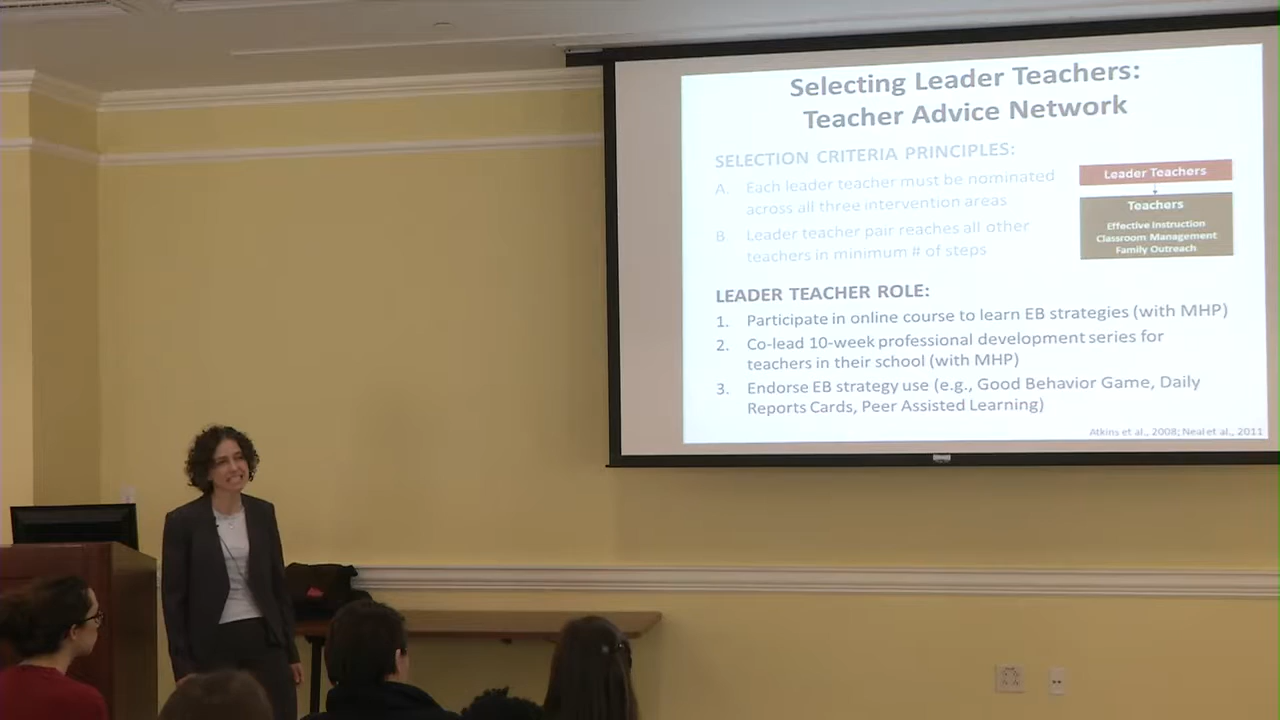 Selecting Leader Teachers:
Teacher Advice Network
SELECTION CRITERIA PRINCIPLES:
A. Each leader teacher must be nominated
across all three intervention areas
B. Leader teacher pair reaches all other
teachers in minimum # of steps
Leader Teachers
Teachers
Effective Instruction
Classroom Management
Family Outreach
LEADER TEACHER ROLE:
1. Participate in online course to learn EB strategies (with MHP)
2. Co-lead 10-week professional development series for
teachers in their school (with MHP)
3. Endorse EB strategy use (e.g., Good Behavior Game, Daily
Reports Cards, Peer Assisted Learning)
Atkins et al., 2008; Neal et al., 2011